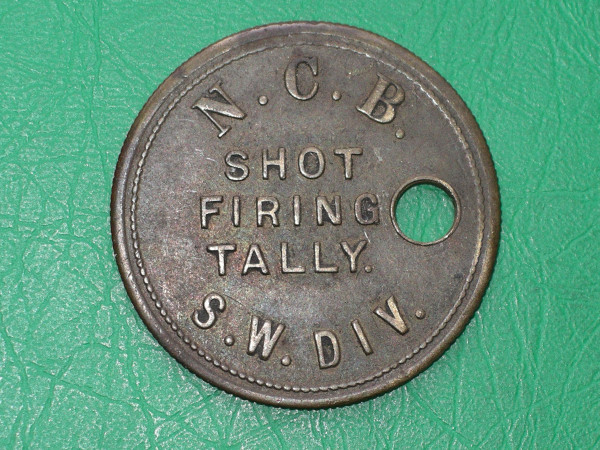 N.C.B.
SHOT
FIRING
TALLY.
S.W.DIV.